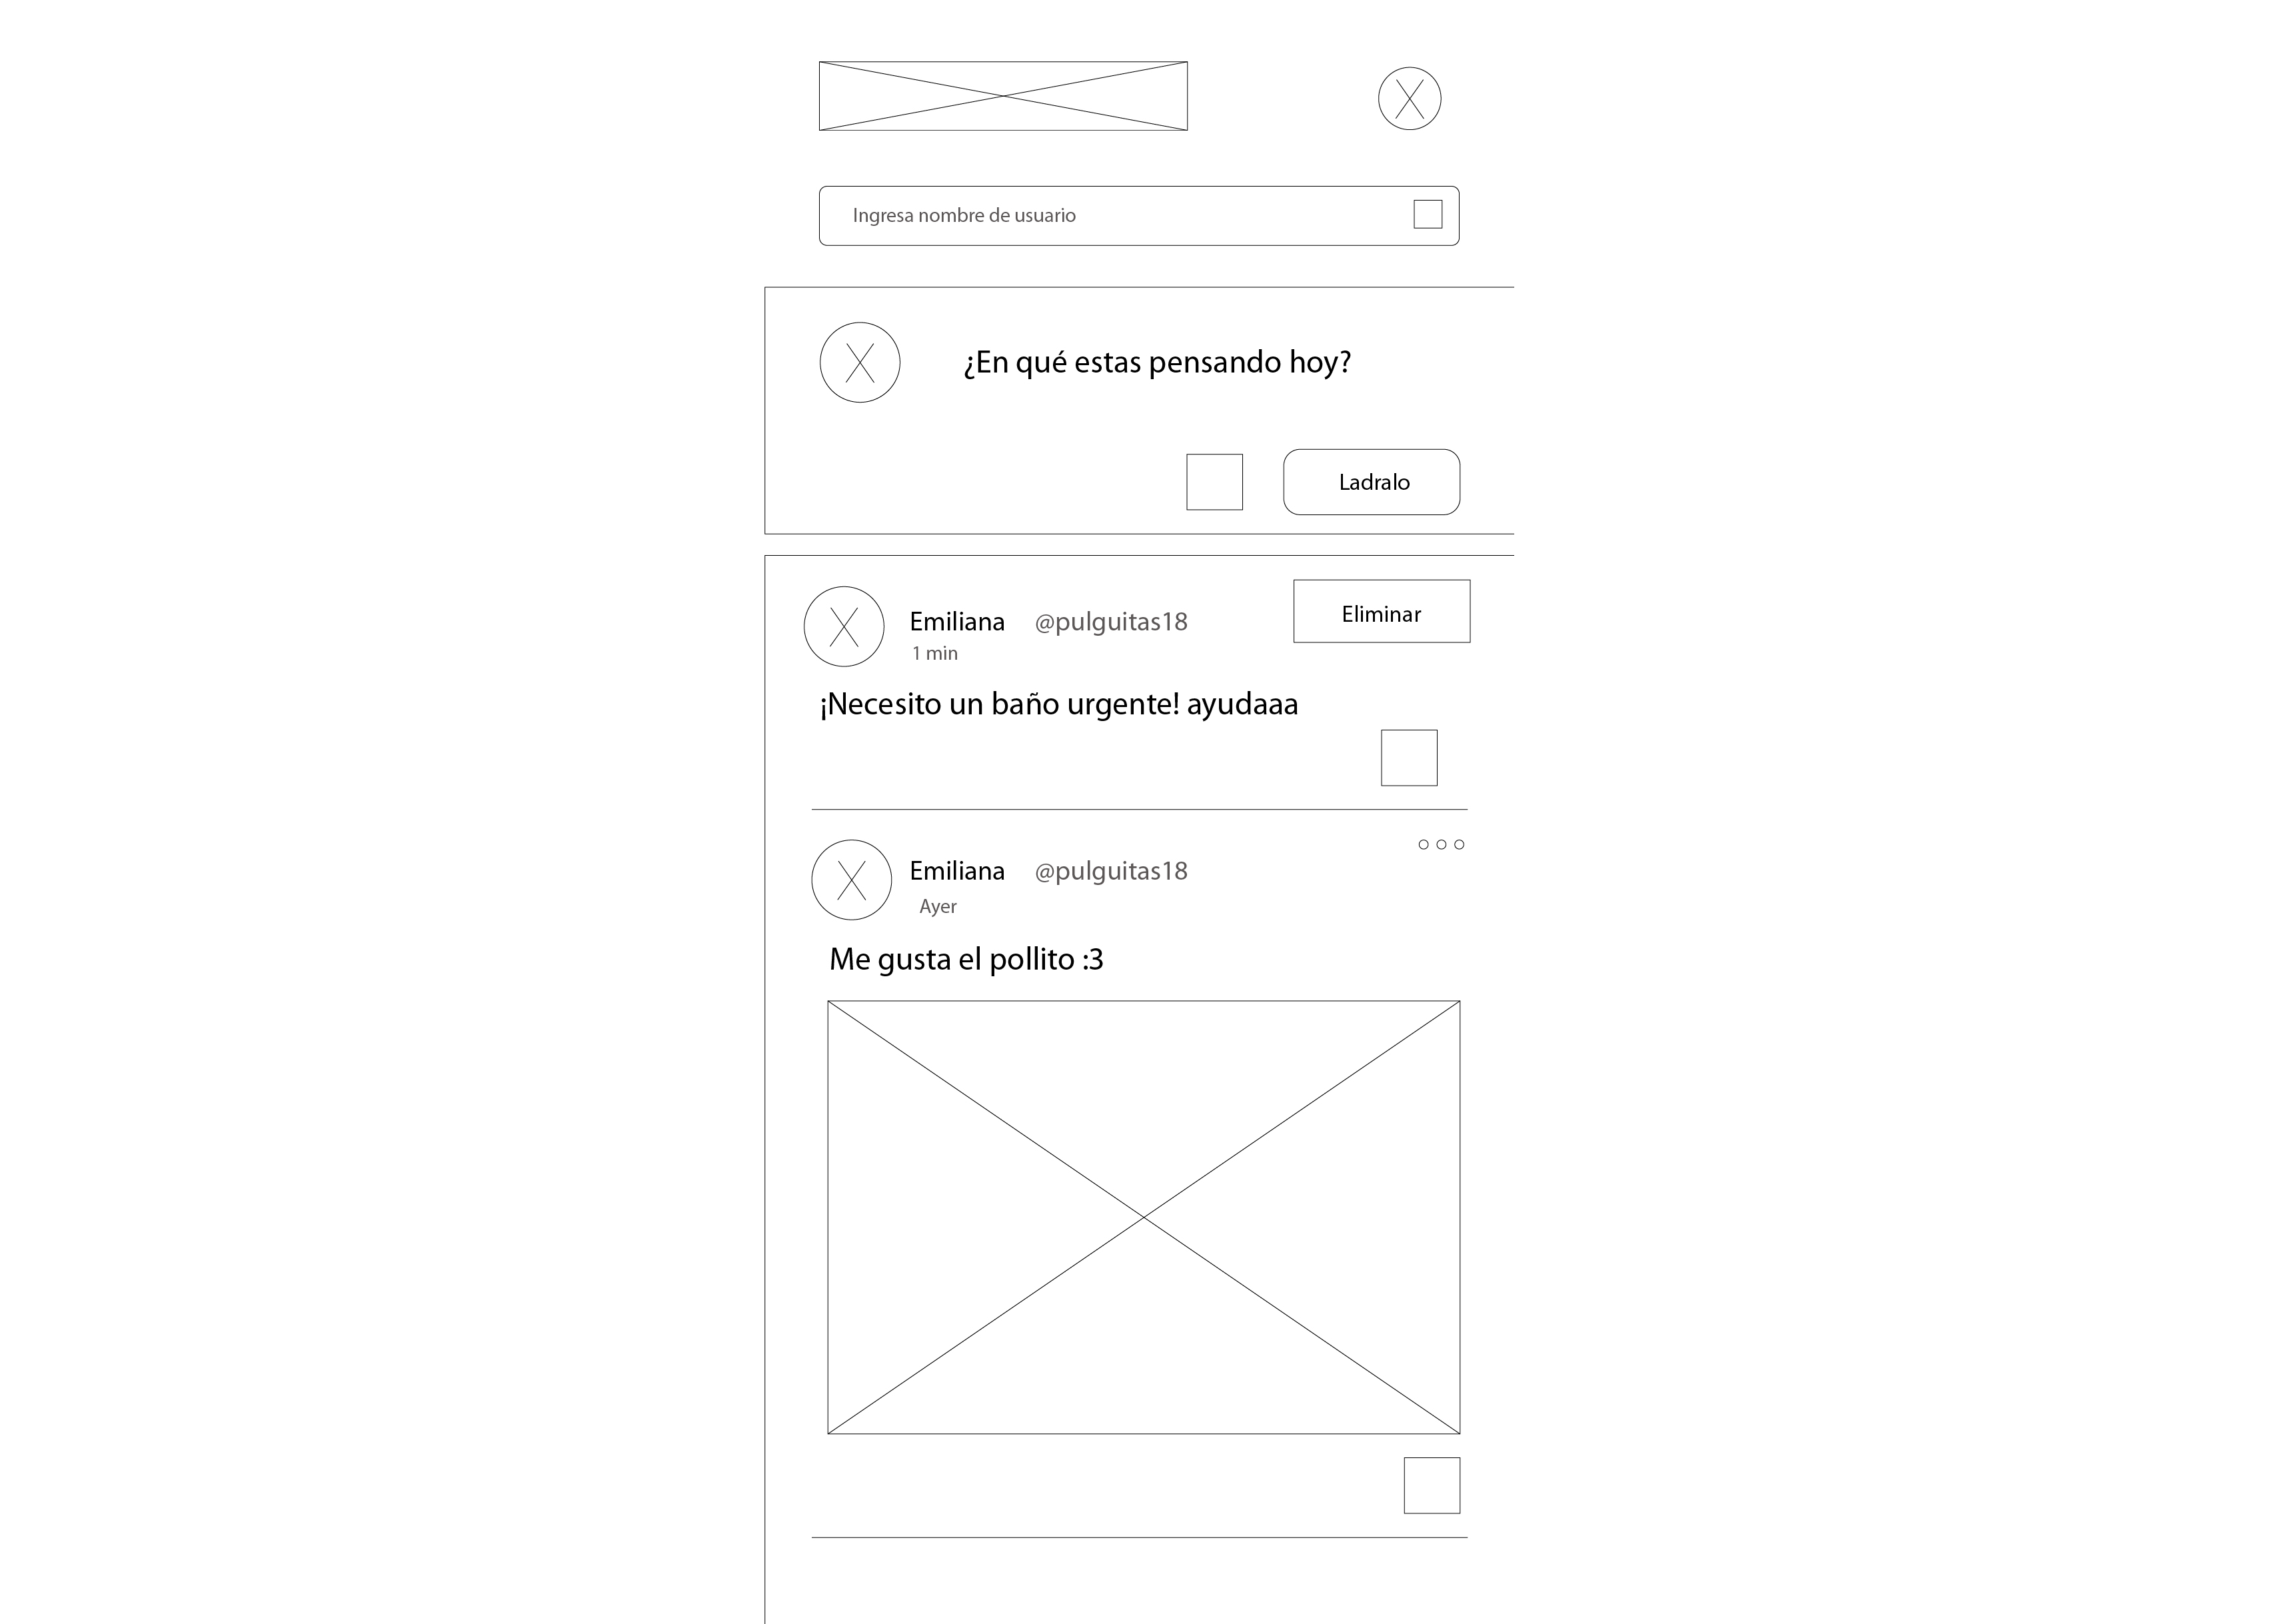 Ingresa nombre de usuario
¿En qué estas pensando hoy?
Ladralo
Emiliana @pulguitas18
Eliminar
1 min
¡Necesito un baño urgente! ayudaaa
Emiliana @pulguitas18
Ayer
Me gusta el pollito :3